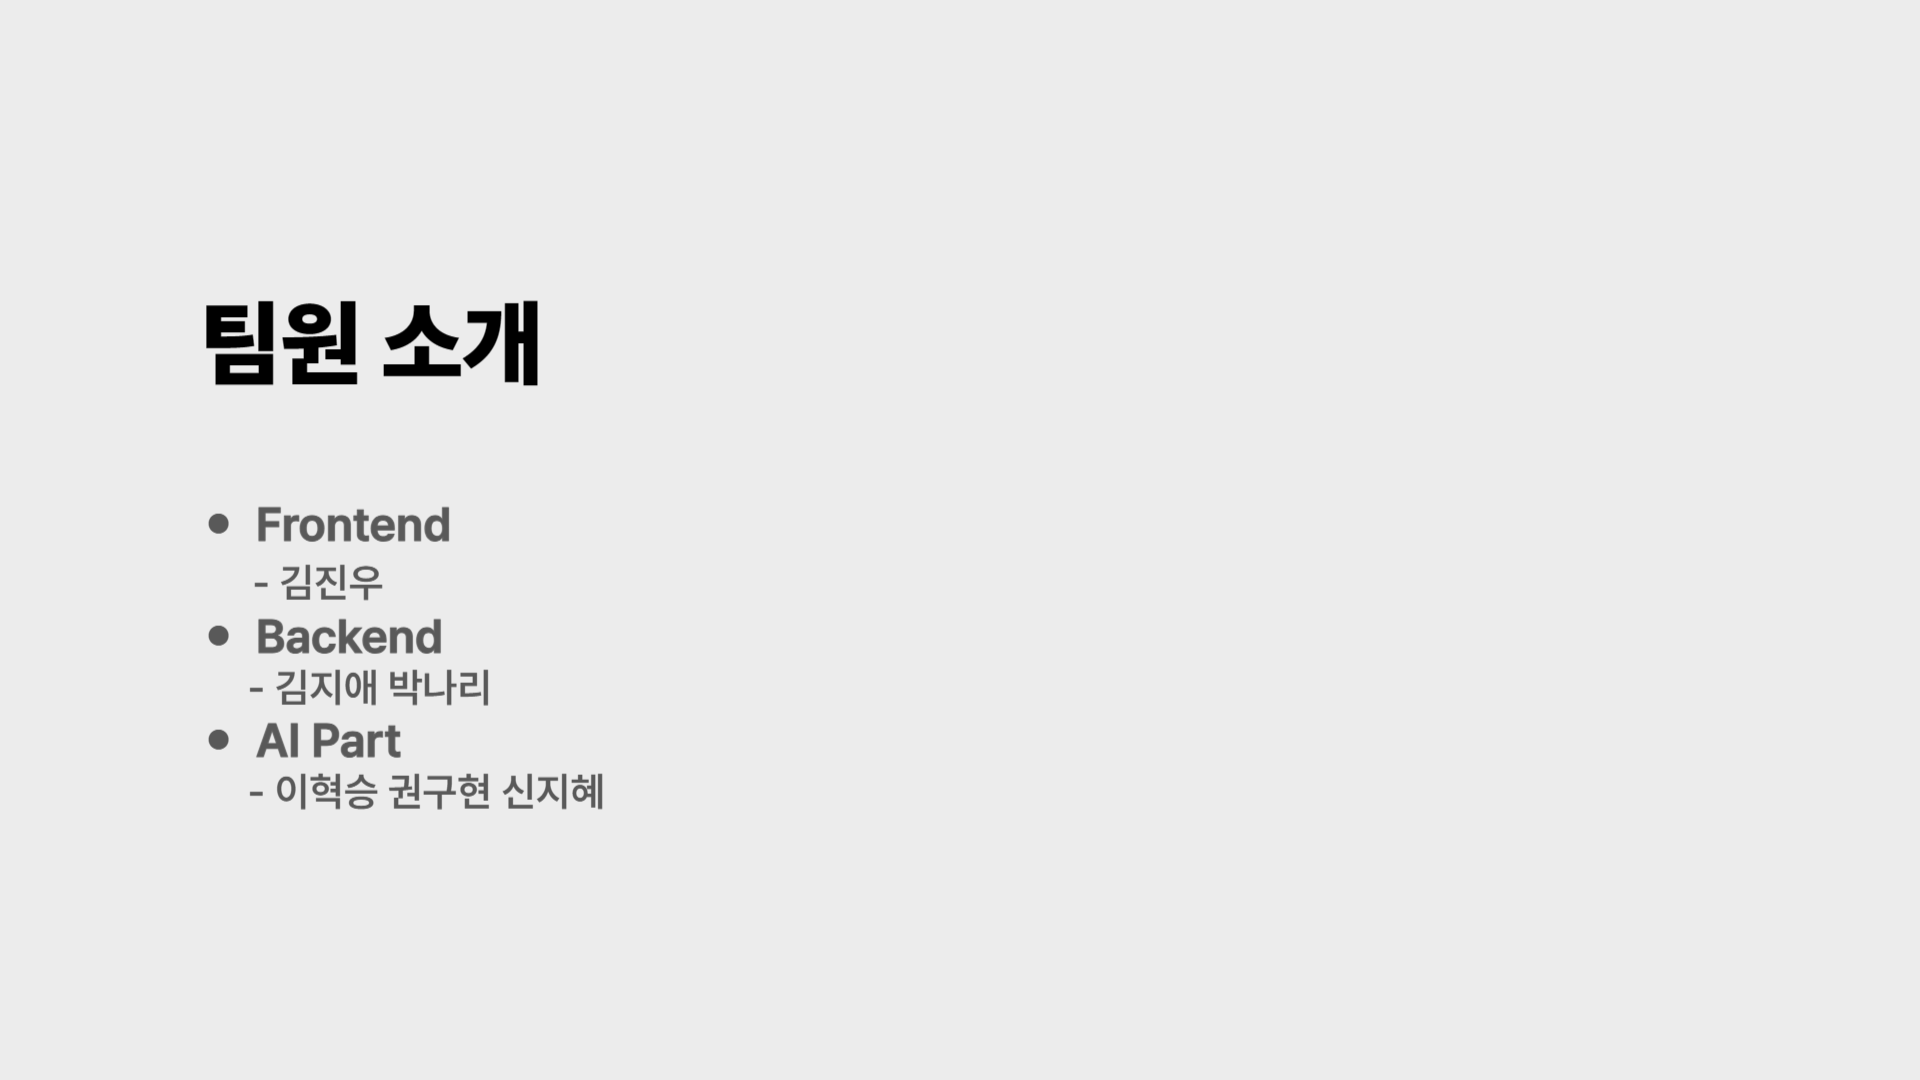 팀원 소개
● Frontend
- 김진우
● Backend
- 김지애 박나리
● AI Part
- 이혁승 권구현 신지혜